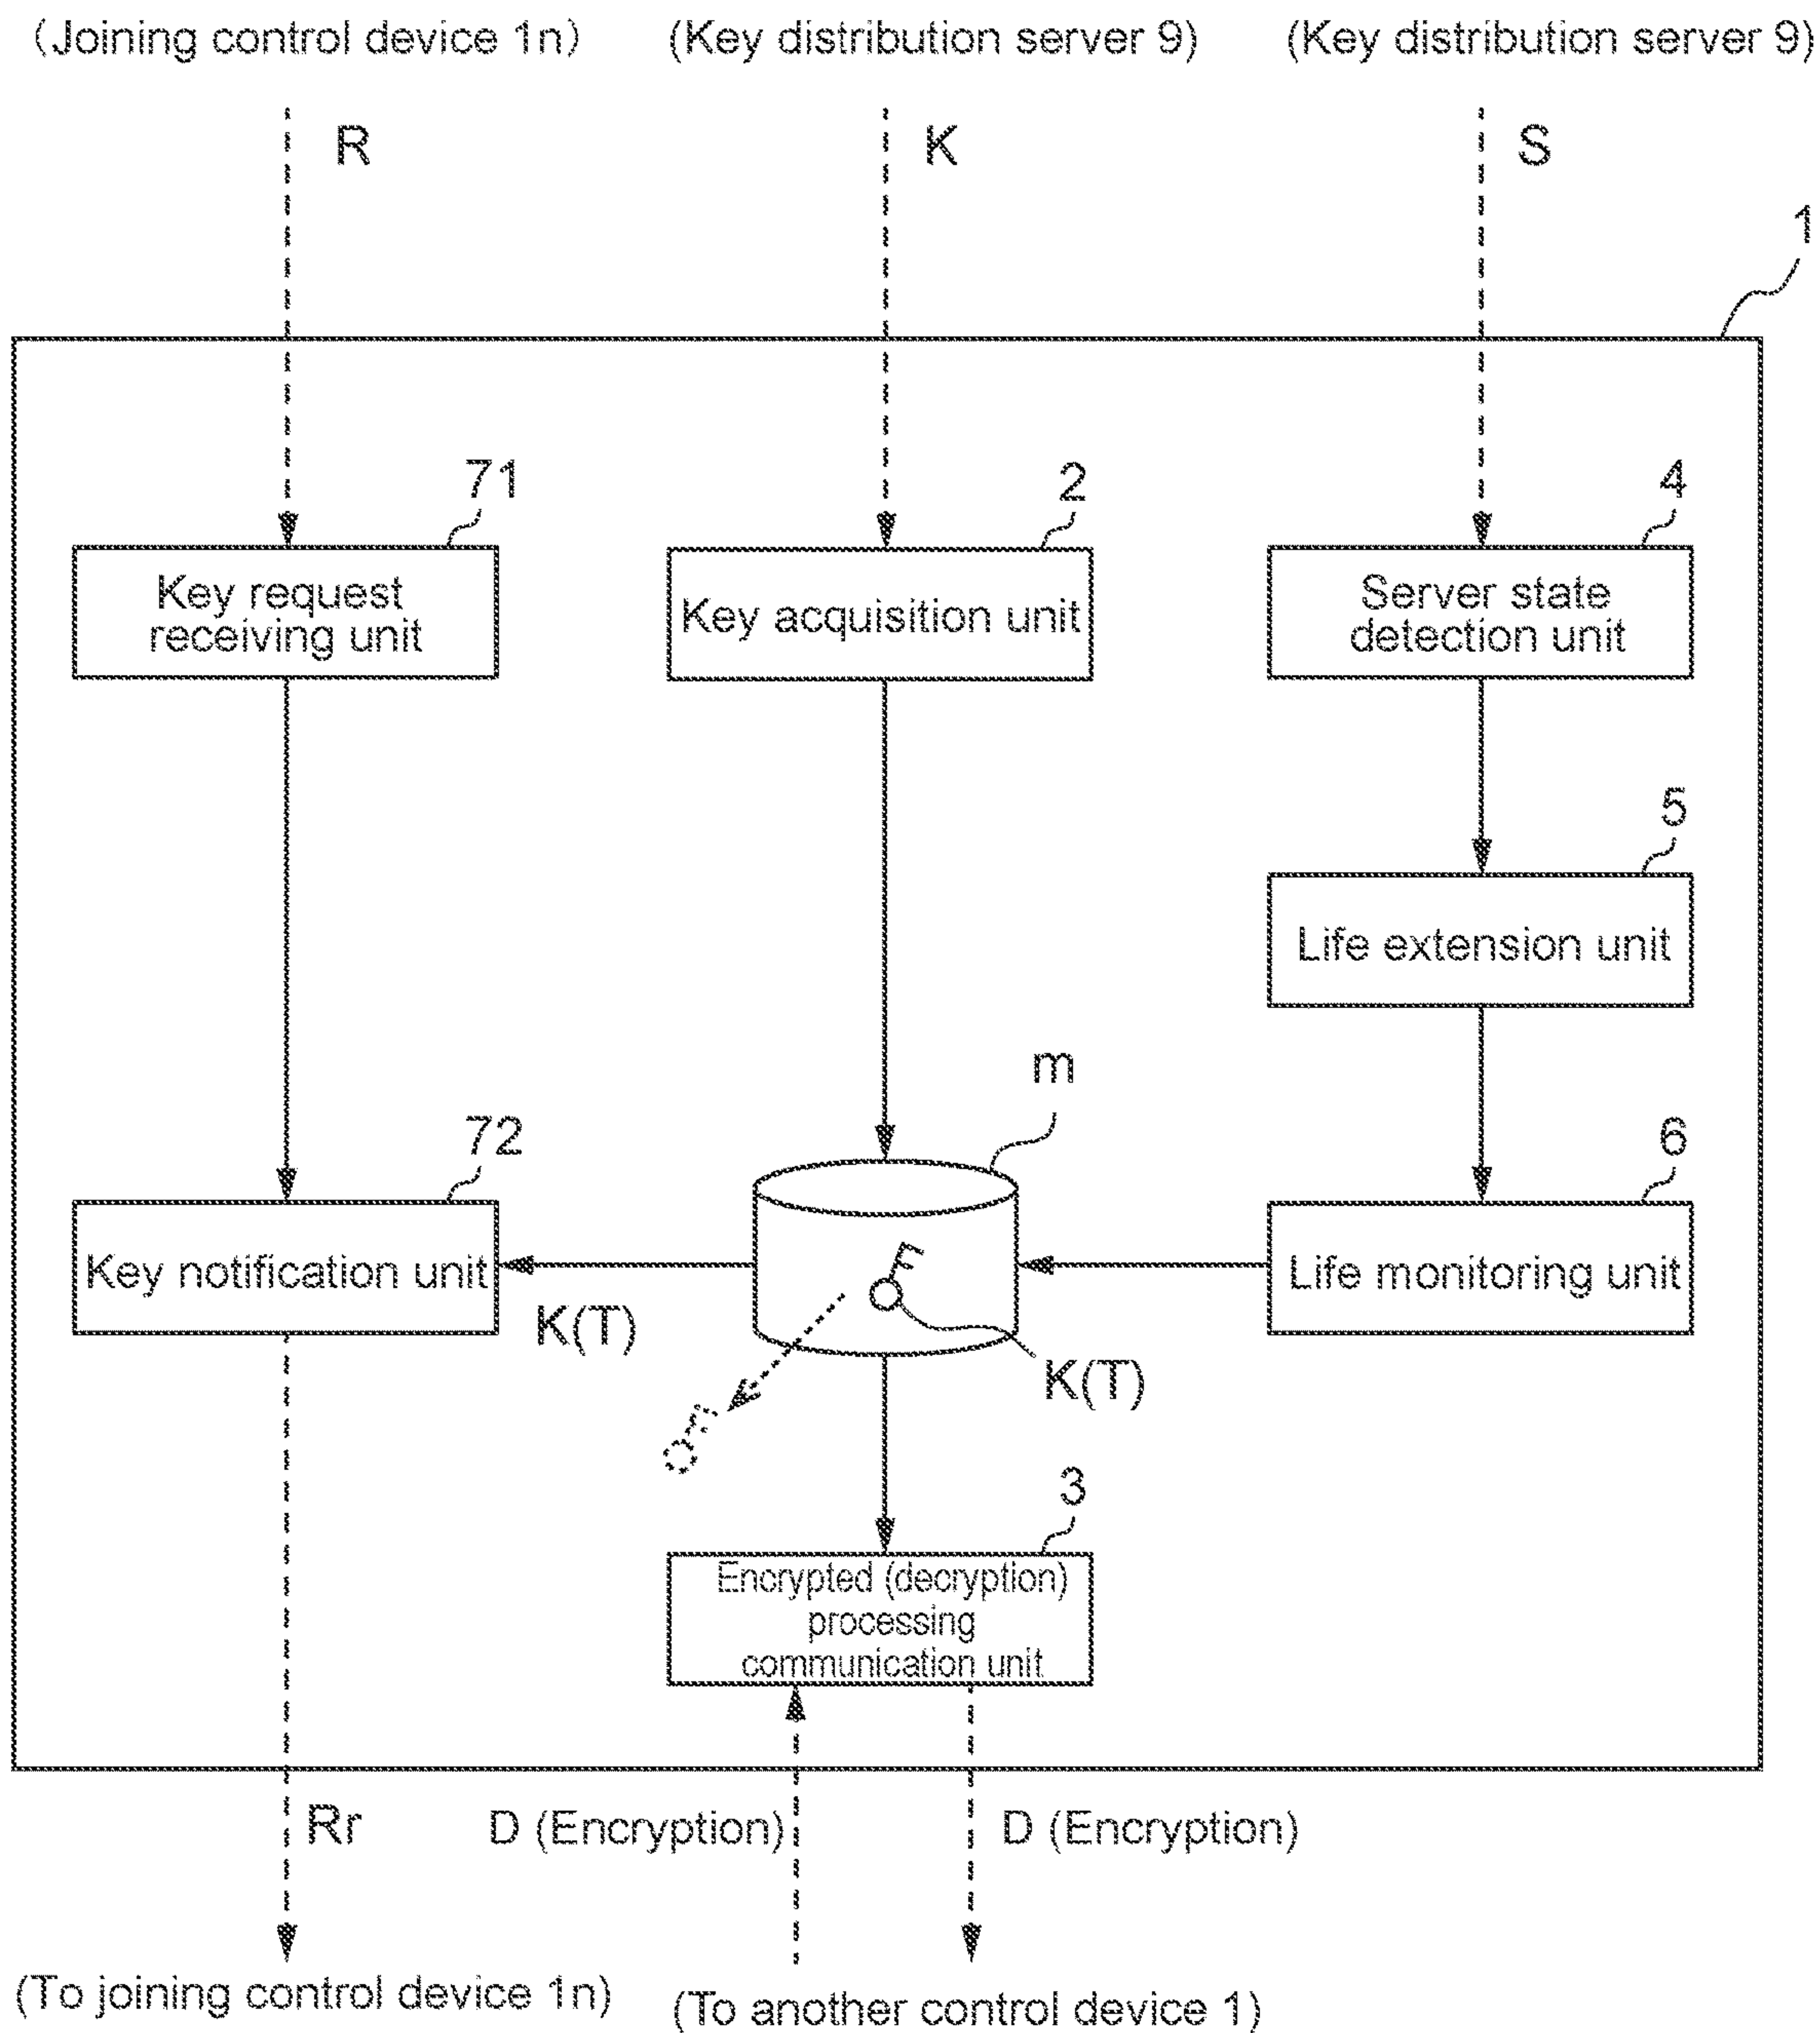 (Joining control device 1n)
(Key distribution server 9)
(Key distribution server 9)
R
K
S
1
71
2
4
Key request
receiving unit
Key acquisition unit
Server state
detection unit
5
Life extension unit
m
72
6
Key notification unit
Life monitoring unit
K(T)
K(T)
3
Encrypted (decryption)
processing
communication unit
Rr
D (Encryption)
D (Encryption)
(To joining control device 1n)
(To another control device 1)